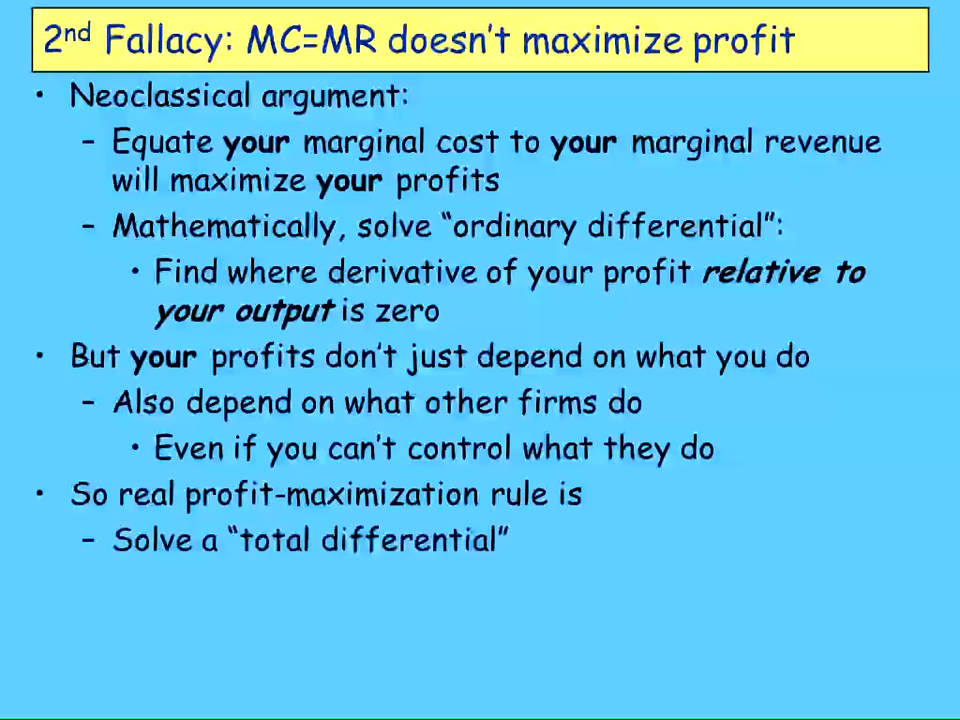 2nd Fallacy: MC=MR doesn't maximize profit
• Neoclassical argument:
– Equate your marginal cost to your marginal revenue
will maximize your profits
– Mathematically, solve “ordinary differential”:
• Find where derivative of your profit relative to
your output is zero
• But your profits don't just depend on what you do
– Also depend on what other firms do
• Even if you can't control what they do
• So real profit-maximization rule is
– Solve a “total differential”